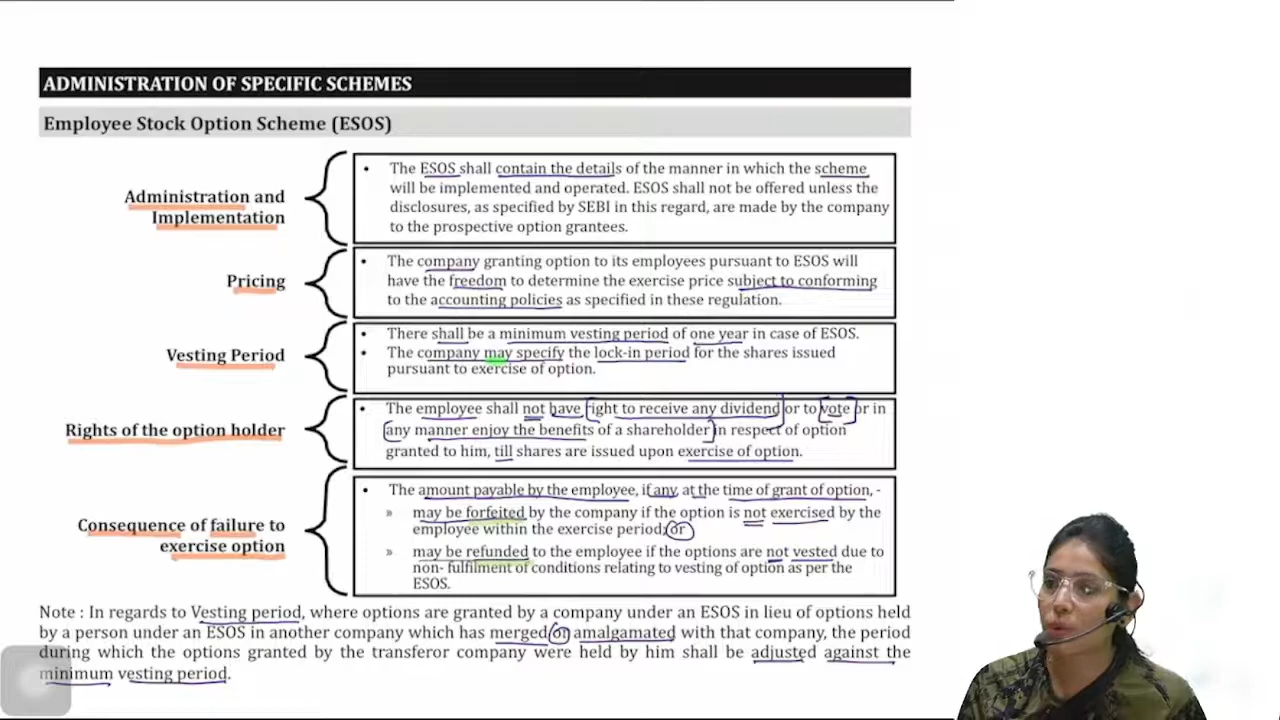 ADMINISTRATION OF SPECIFIC SCHEMES
Employee Stock Option Scheme (ESOS)
Administration and
Implementation
• The ESOS shall contain the details of the manner in which the scheme
will be implemented and operated. ESOS shall not be offered unless the
disclosures, as specified by SEBI in this regard, are made by the company
to the prospective option grantees.
Pricing
• The company granting option to its employees pursuant to ESOS will
have the freedom to determine the exercise price subject to conforming
to the accounting policies as specified in these regulation.
Vesting Period
• There shall be a minimum vesting period of one year in case of ESOS.
• The company may specify the lock-in period for the shares issued
pursuant to exercise of option.
Rights of the option holder
• The employee shall not have right to receive any dividend or to vote or in
any manner enjoy the benefits of a shareholder in respect of option
granted to him, till shares are issued upon exercise of option.
Consequence of failure to
exercise option
• The amount payable by the employee, if any, at the time of grant of option, -
» may be forfeited by the company if the option is not exercised by the
employee within the exercise period; or
» may be refunded to the employee if the options are not vested due to
non- fulfilment of conditions relating to vesting of option as per the
ESOS.
Note : In regards to Vesting period, where options are granted by a company under an ESOS in lieu of options held
by a person under an ESOS in another company which has merged or amalgamated with that company, the period
during which the options granted by the transferor company were held by him shall be adjusted against the
minimum vesting period.